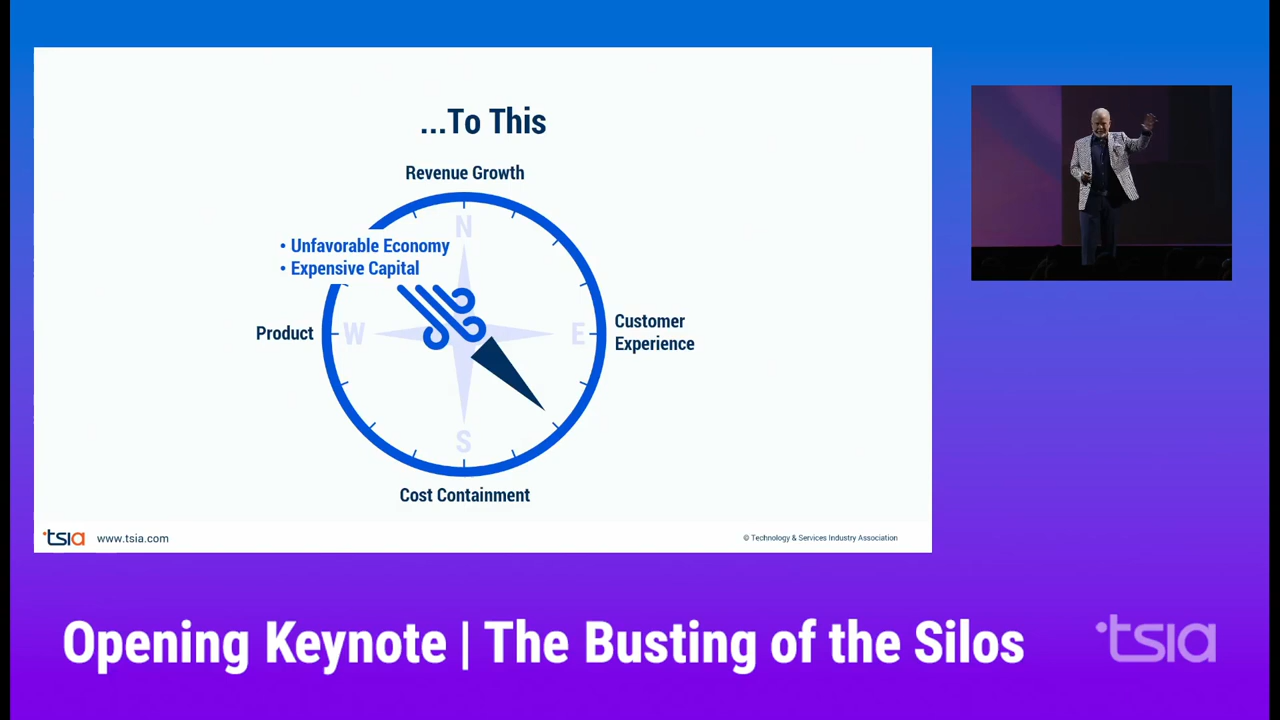 ...To This
Revenue Growth
N
• Unfavorable Economy
• Expensive Capital
Product
W
E
Customer
Experience
S
Cost Containment
tsia
www.tsia.com
© Technology & Services Industry Association
Opening Keynote | The Busting of the Silos
tsia